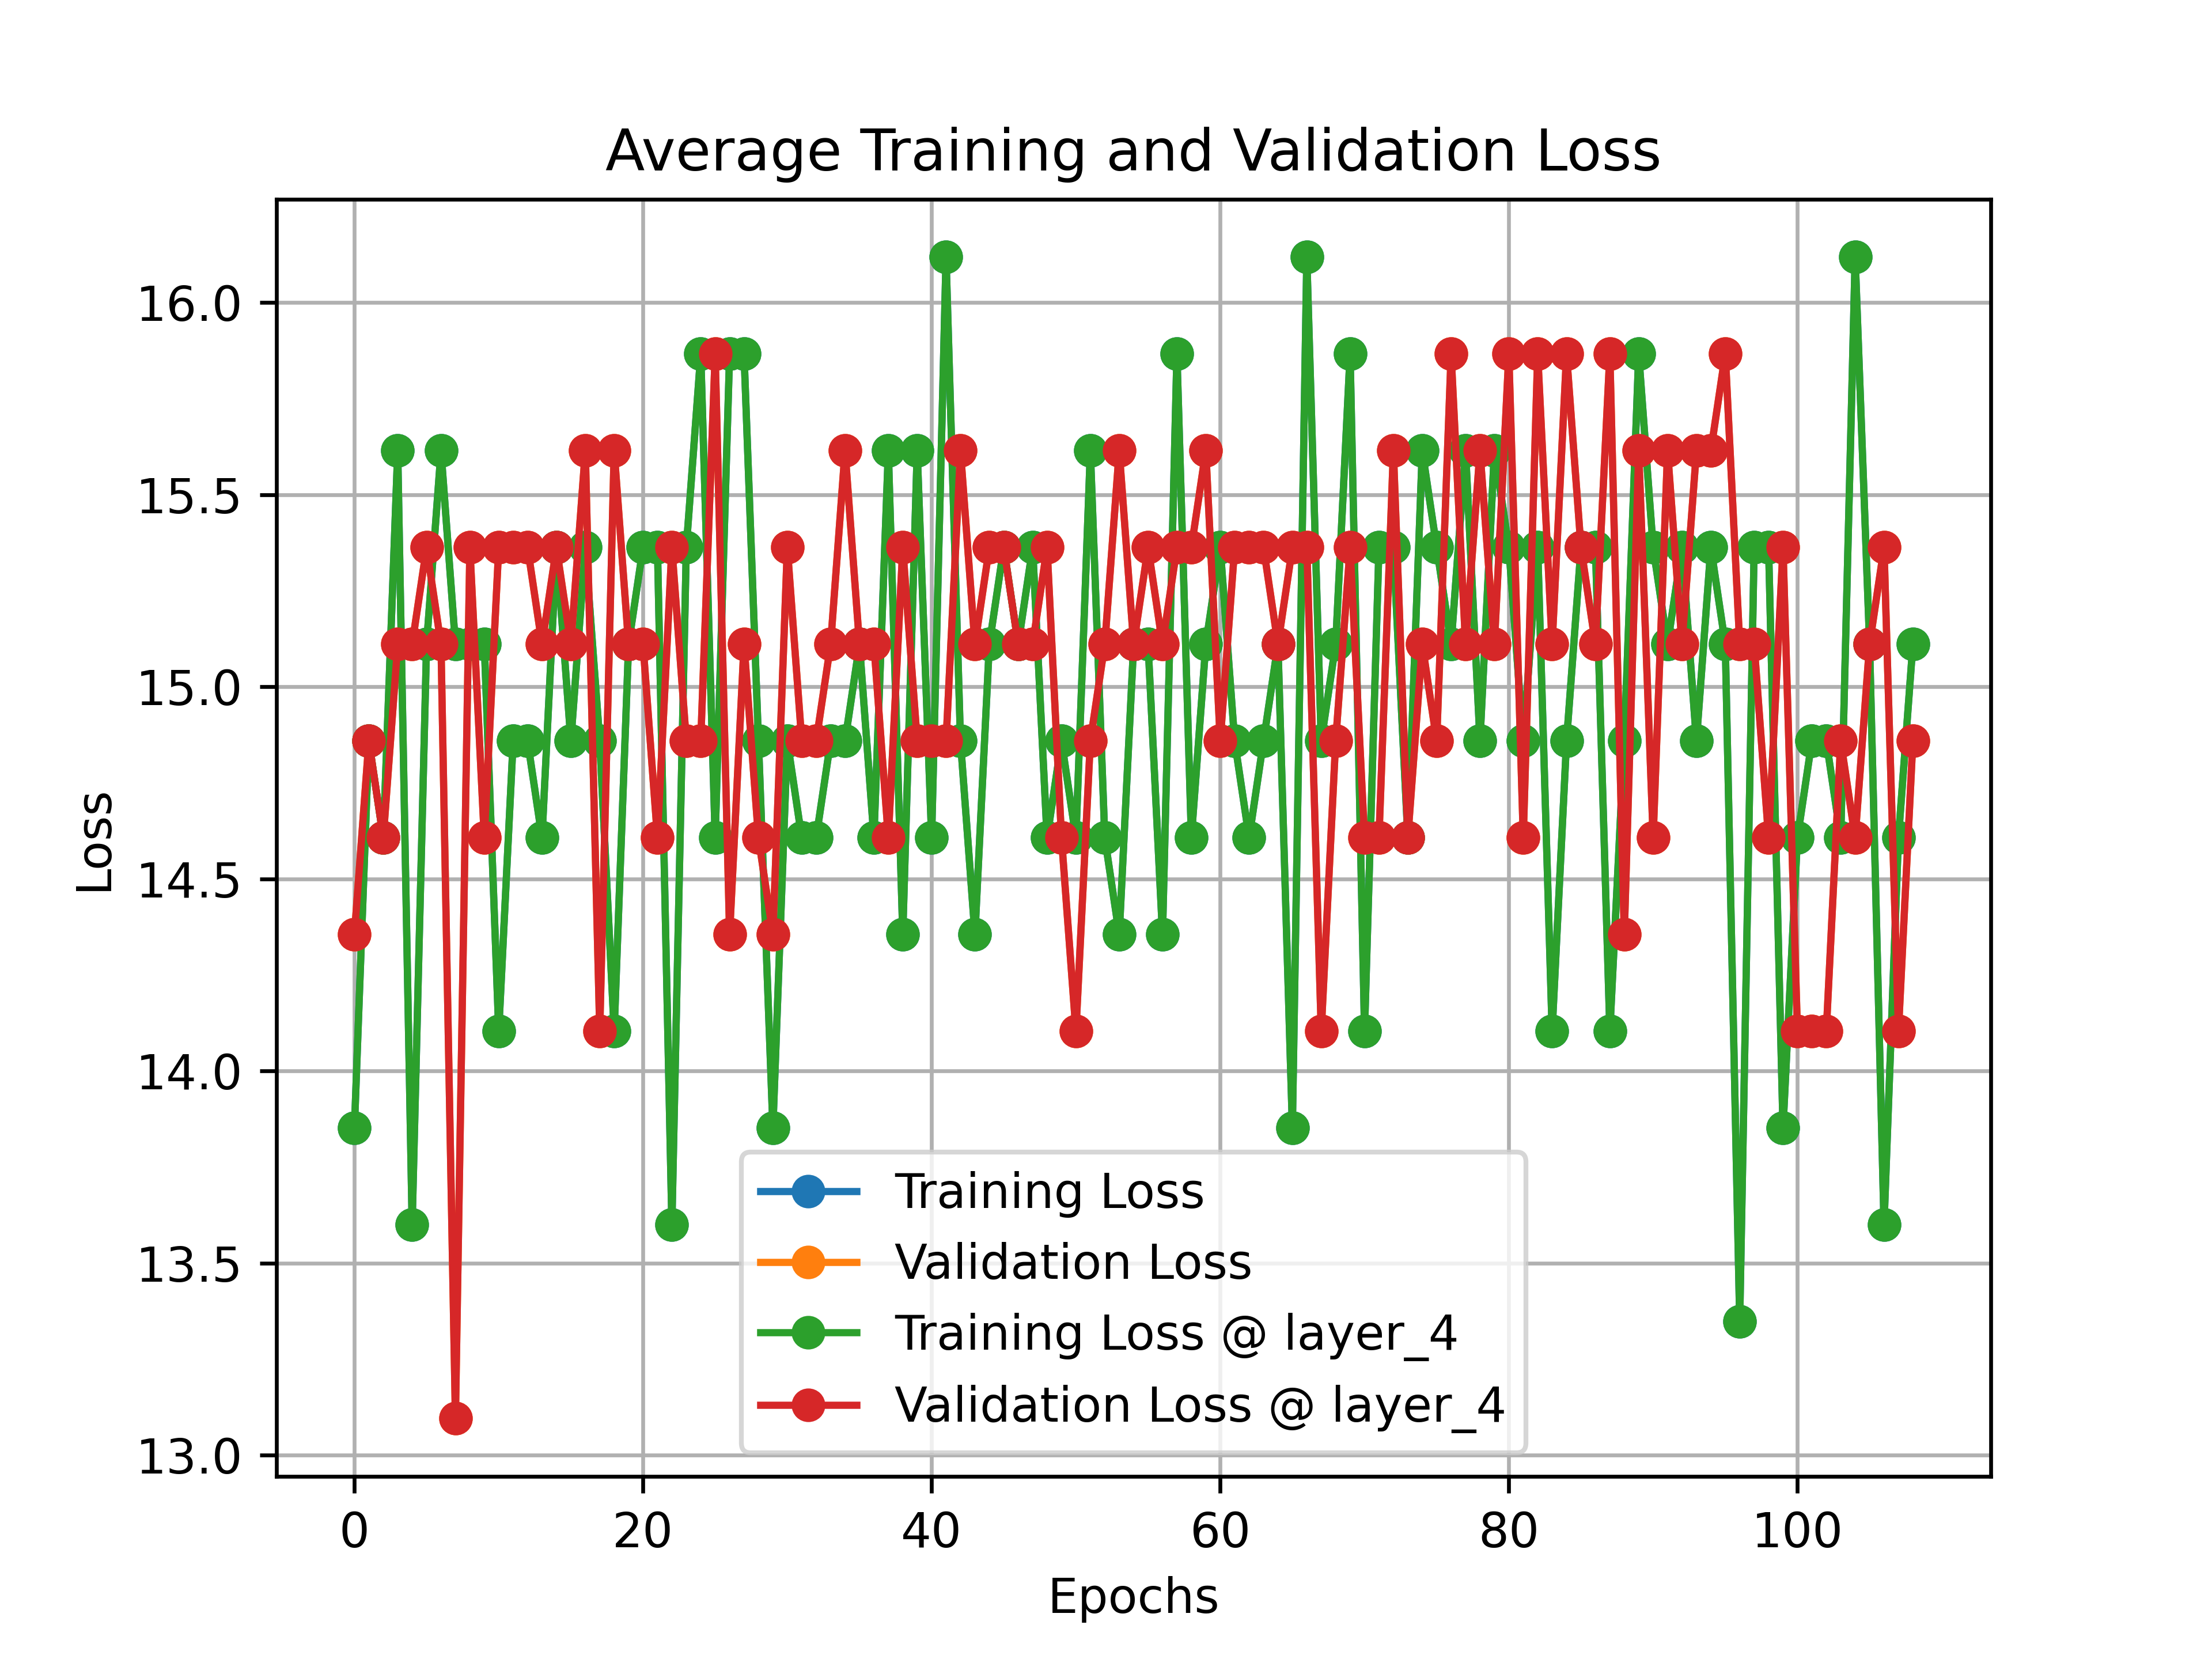 Average Training and Validation Loss
Loss
16.0
15.5
15.0
14.5
14.0
13.5
13.0
Training Loss
Validation Loss
Training Loss @ layer_4
Validation Loss @ layer_4
0 20 40 60 80 100
Epochs